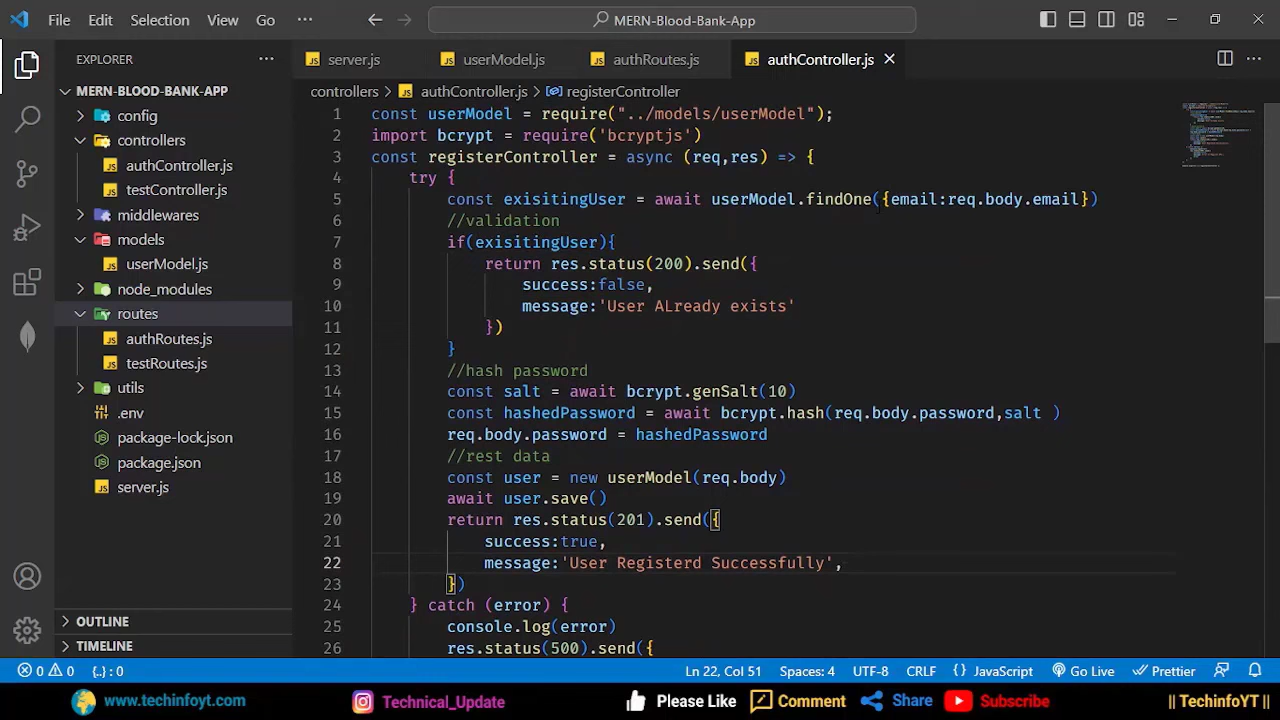 File Edit Selection View Go ··· MERN-Blood-Bank-App
EXPLORER ···
MERN-BLOOD-BANK-APP
config
controllers
authController.js
testController.js
middlewares
models
userModel.js
node_modules
routes
authRoutes.js
testRoutes.js
utils
.env
package-lock.json
package.json
server.js
OUTLINE
TIMELINE
server.js userModel.js authRoutes.js authController.js
controllers > authController.js > registerController
1 const userModel = require("../models/userModel");
2 import bcrypt = require('bcryptjs')
3 const registerController = async (req,res) => {
4 try {
5 const exisitingUser = await userModel.findOne({email:req.body.email})
6 //validation
7 if(exisitingUser){
8 return res.status(200).send({
9 success:false,
10 message:'User ALready exists'
11 })
12 }
13 //hash password
14 const salt = await bcrypt.genSalt(10)
15 const hashedPassword = await bcrypt.hash(req.body.password,salt )
16 req.body.password = hashedPassword
17 //rest data
18 const user = new userModel(req.body)
19 await user.save()
20 return res.status(201).send({
21 success:true,
22 message:'User Registerd Successfully',
23 })
24 } catch (error) {
25 console.log(error)
26 res.status(500).send({
0 0 {..} : 0 Ln 22, Col 51 Spaces: 4 UTF-8 CRLF {} JavaScript Go Live Prettier
www.techinfoyt.com Technical_Update Please Like Comment Share Subscribe || TechinfoYT ||